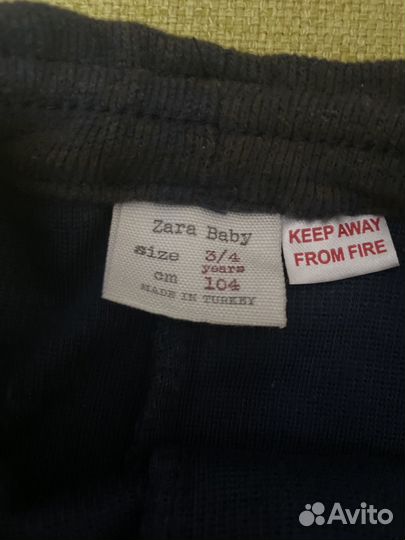 Zara Baby
size 3/4
years
cm 104
MADE IN TURKEY
KEEP AWAY
FROM FIRE
Avito